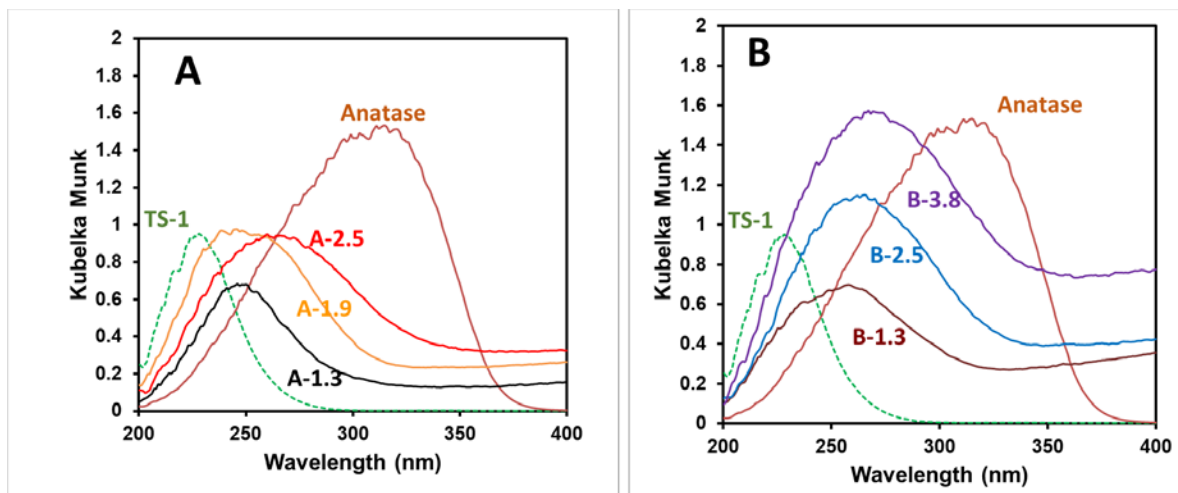 A
2
1.8
1.6
1.4
1.2
1
0.8
0.6
0.4
0.2
0
Kubelka Munk
Anatase
TS-1
A-2.5
A-1.9
A-1.3
200 250 300 350 400
Wavelength (nm)
B
2
1.8
1.6
1.4
1.2
1
0.8
0.6
0.4
0.2
0
Kubelka Munk
Anatase
TS-1
B-3.8
B-2.5
B-1.3
200 250 300 350 400
Wavelength (nm)